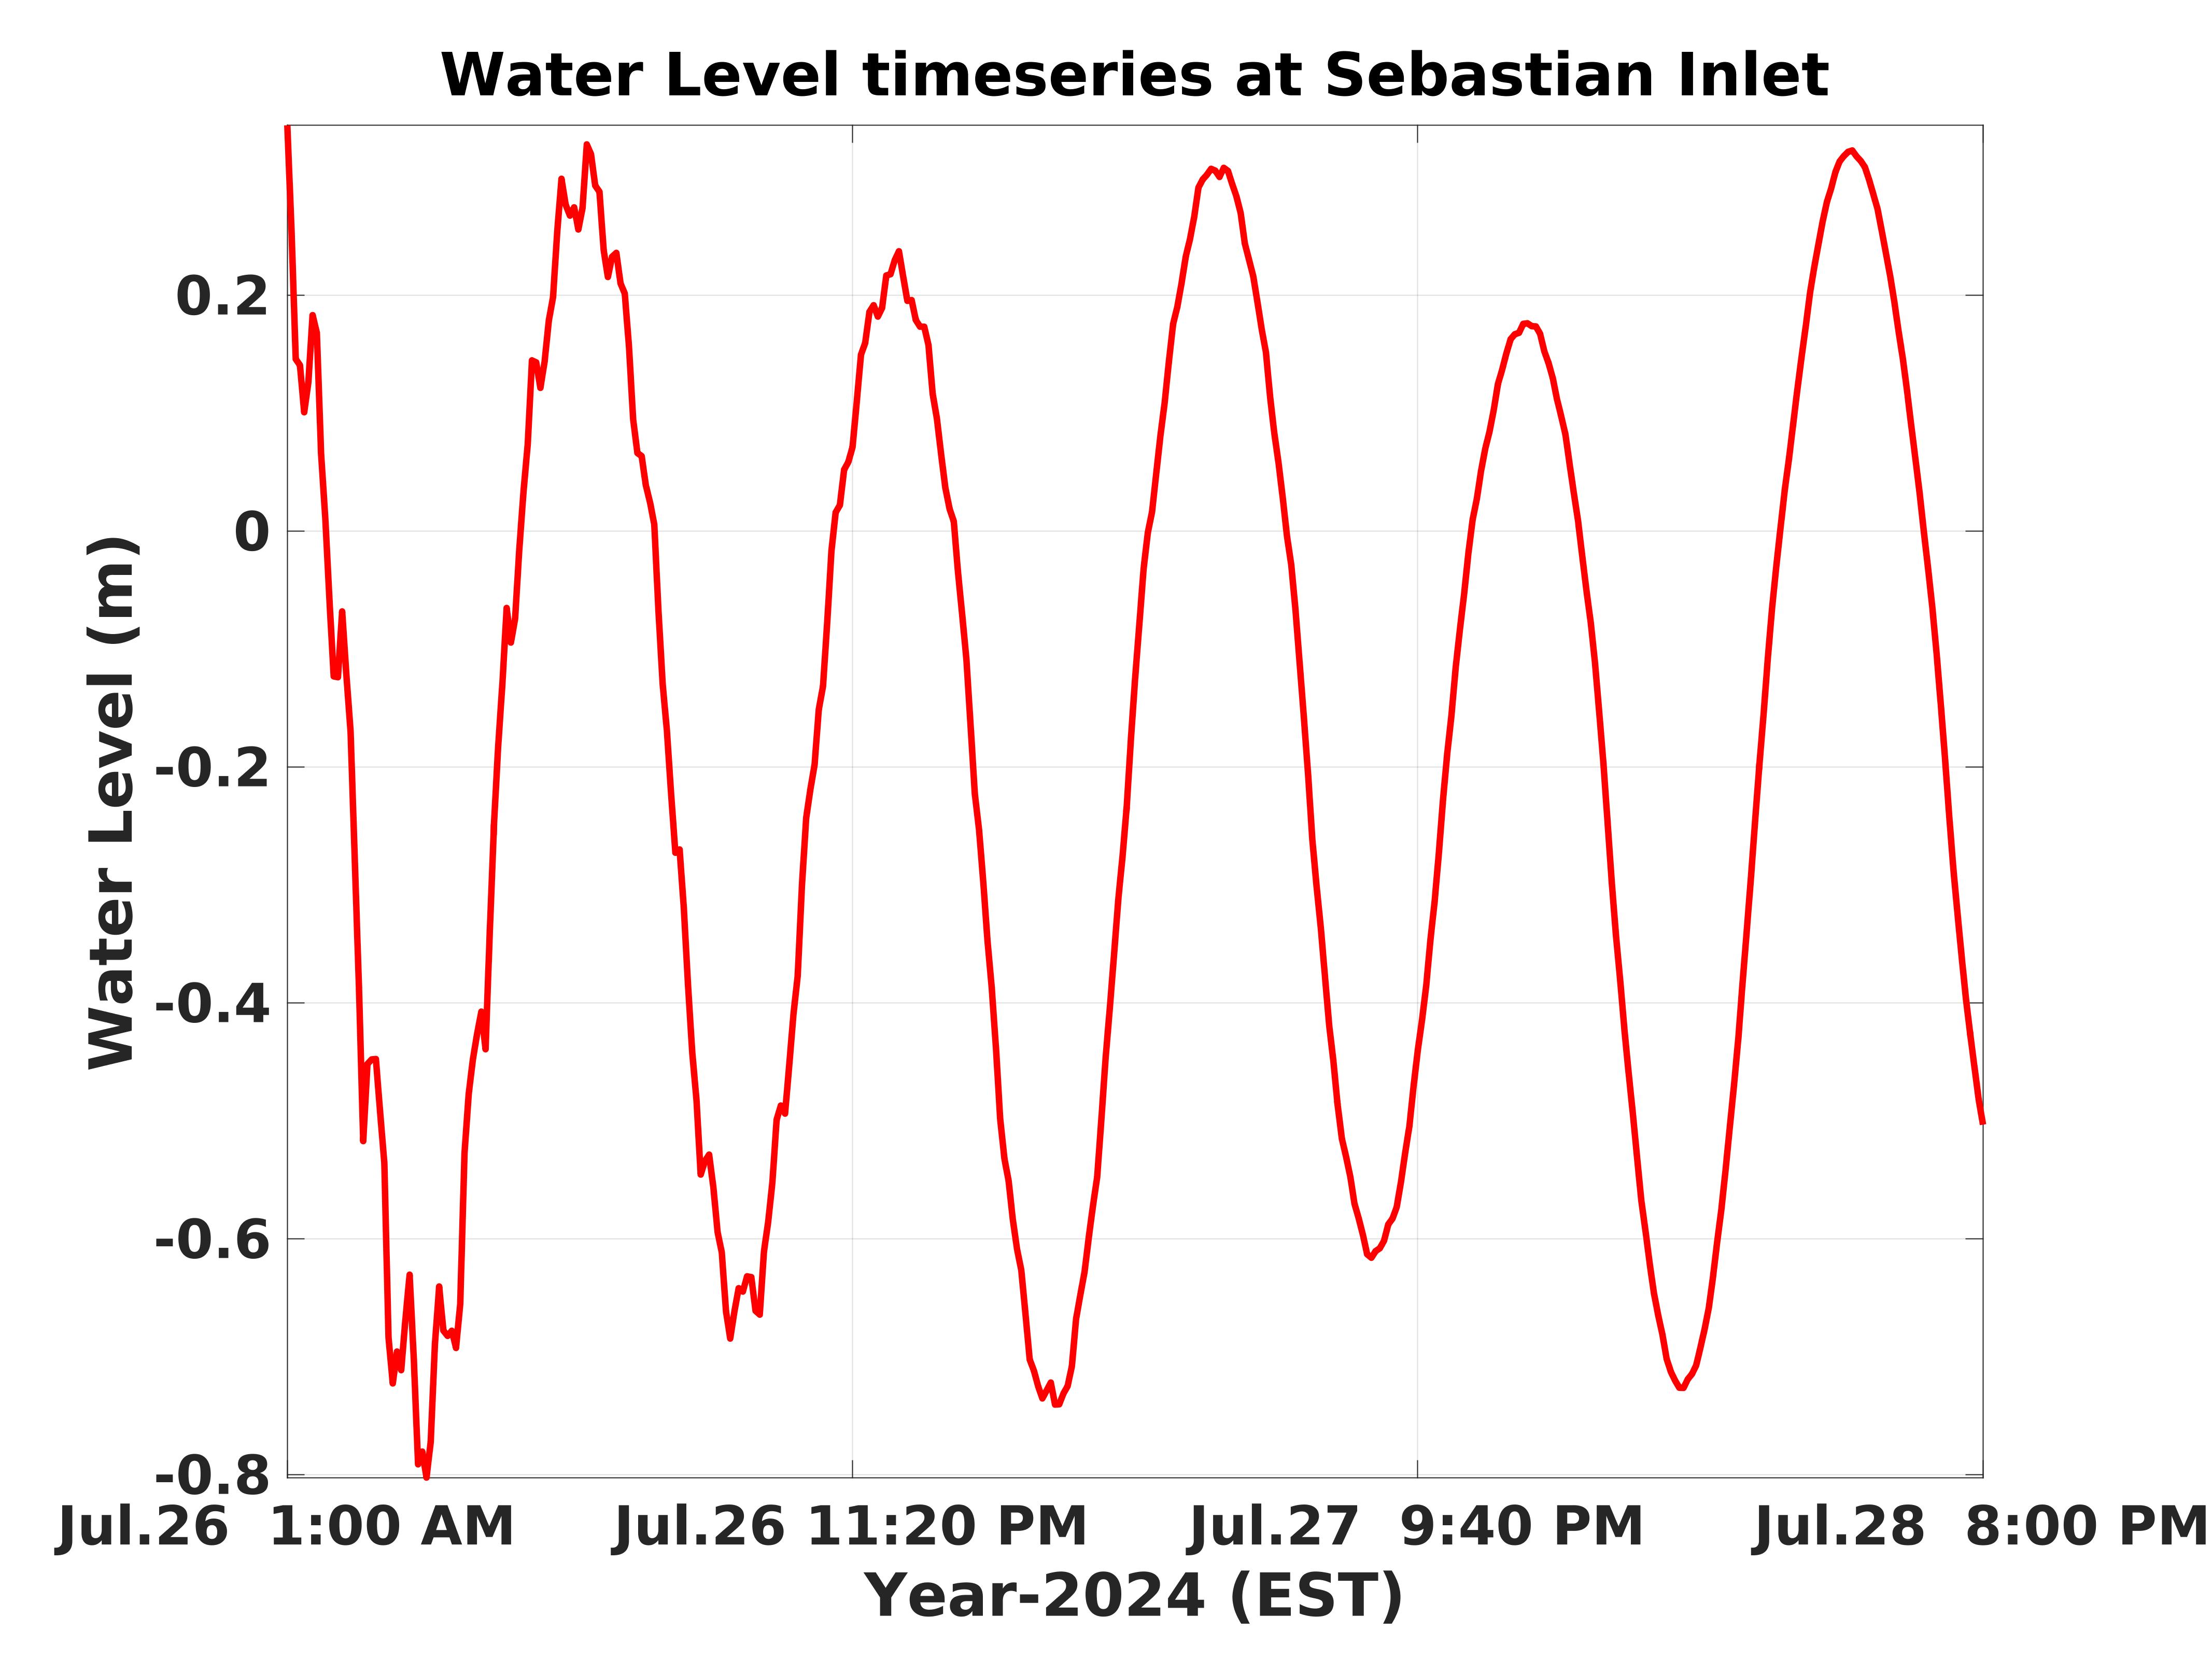 Water Level timeseries at Sebastian Inlet
Water Level (m)
0.2
0
-0.2
-0.4
-0.6
-0.8
Jul.26 1:00 AM
Jul.26 11:20 PM
Jul.27 9:40 PM
Jul.28 8:00 PM
Year-2024 (EST)